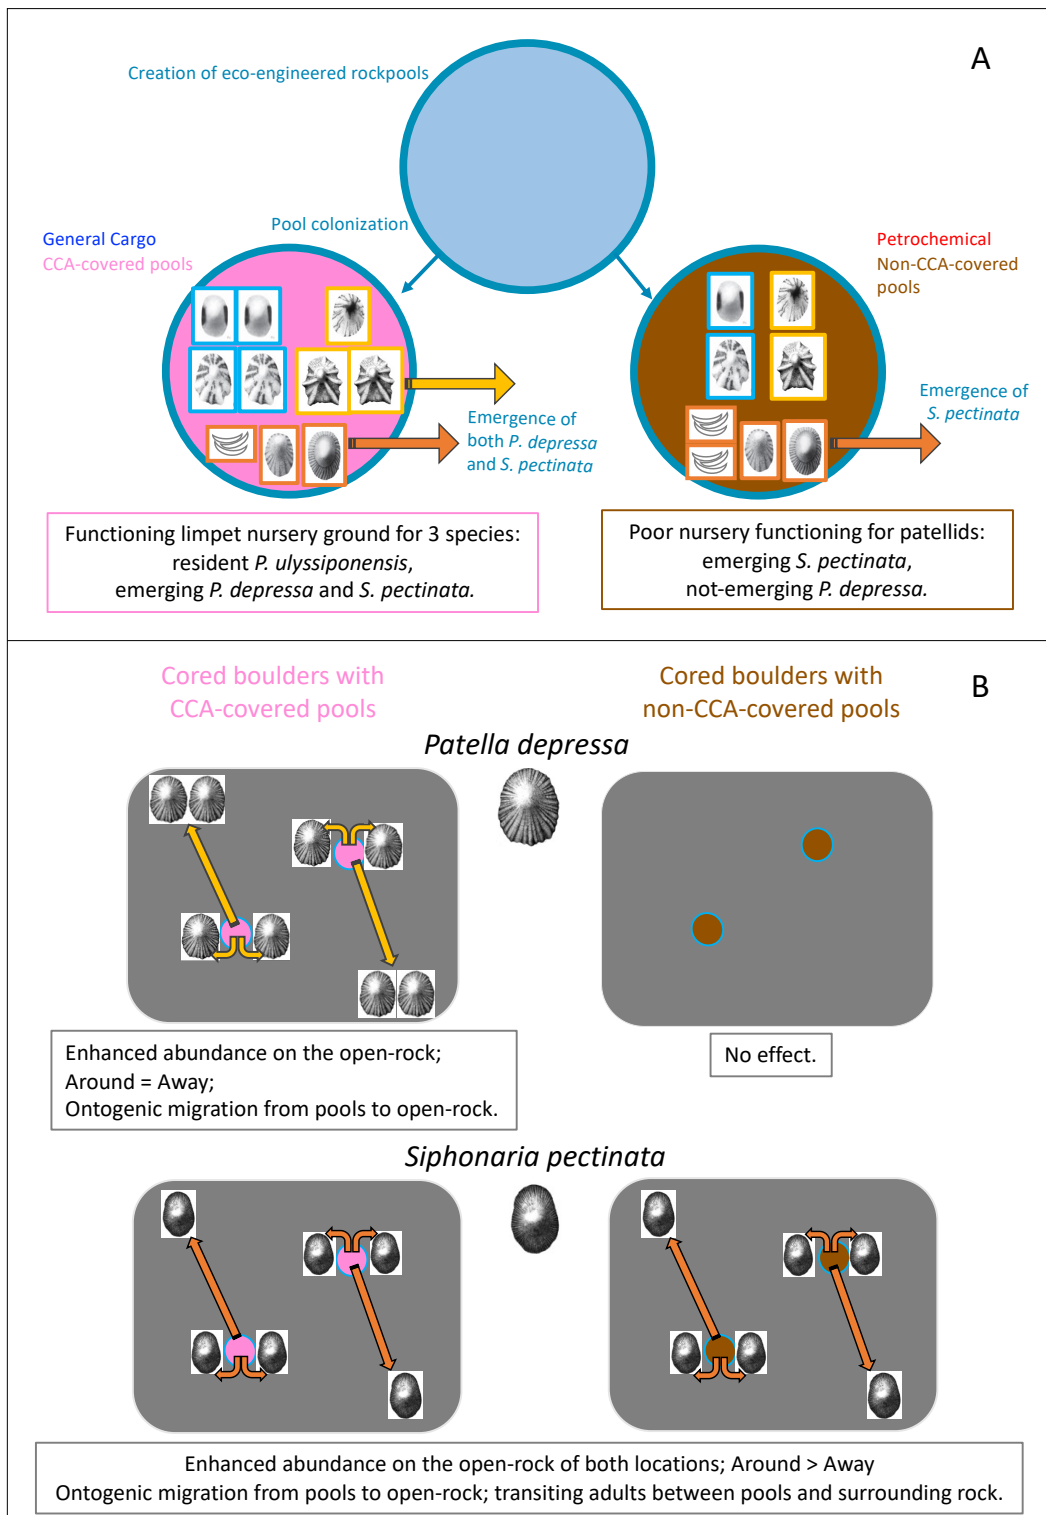 A
Creation of eco-engineered rockpools
Pool colonization
General Cargo
CCA-covered pools
Petrochemical
Non-CCA-covered
pools
Emergence of
both P. depressa
and S. pectinata
Emergence of
S. pectinata
Functioning limpet nursery ground for 3 species:
resident P. ulyssiponensis,
emerging P. depressa and S. pectinata.
Poor nursery functioning for patellids:
emerging S. pectinata,
not-emerging P. depressa.
B
Cored boulders with
CCA-covered pools
Cored boulders with
non-CCA-covered pools
Patella depressa
Enhanced abundance on the open-rock;
Around = Away;
Ontogenic migration from pools to open-rock.
No effect.
Siphonaria pectinata
Enhanced abundance on the open-rock of both locations; Around > Away
Ontogenic migration from pools to open-rock; transiting adults between pools and surrounding rock.